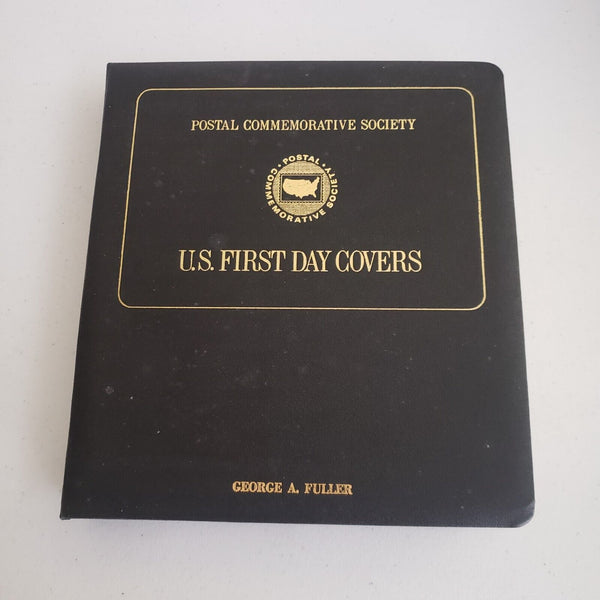 POSTAL COMMEMORATIVE SOCIETY
• POSTAL •
COMMEMORATIVE SOCIETY
U.S. FIRST DAY COVERS
GEORGE A. FULLER